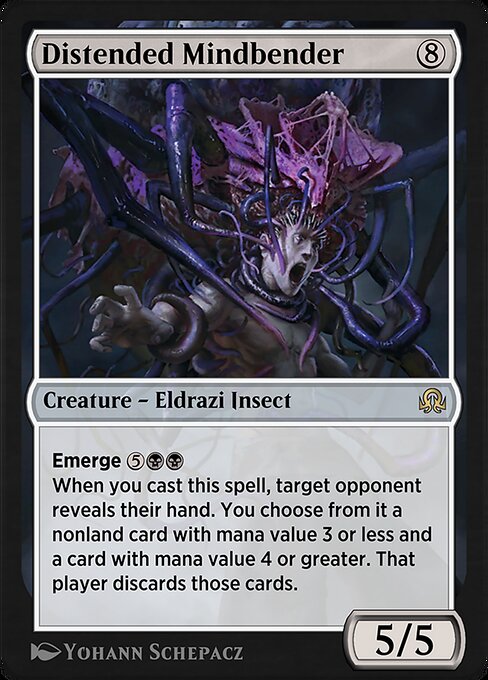 Distended Mindbender 8
Creature – Eldrazi Insect
Emerge 5BB
When you cast this spell, target opponent
reveals their hand. You choose from it a
nonland card with mana value 3 or less and
a card with mana value 4 or greater. That
player discards those cards.
5/5
Yohann Schepacz